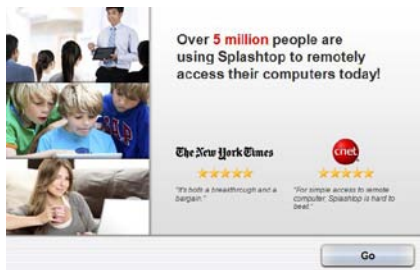 Over 5 million people are
using Splashtop to remotely
access their computers today!
The New York Times
cnet
"It's both a breakthrough and a
bargain."
"For simple access to remote
computer, Splashtop is hard to
beat."
Go